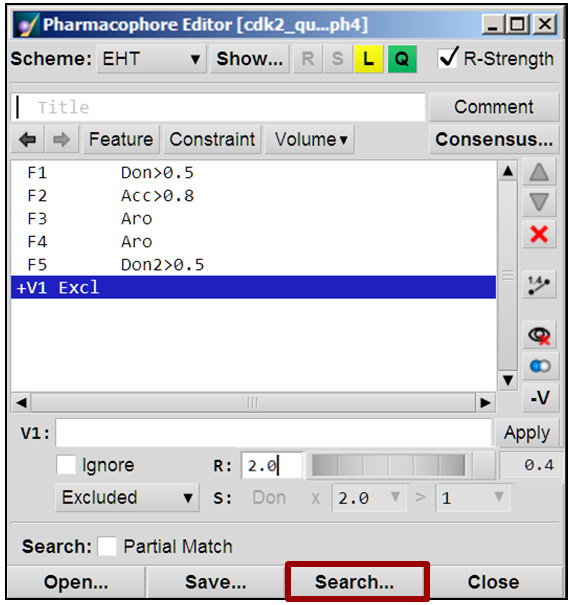 Pharmacophore Editor [cdk2_qu...ph4]
Scheme: EHT Show... R S L Q R-Strength
Title Comment
Feature Constraint Volume Consensus...
F1 Don>0.5
F2 Acc>0.8
F3 Aro
F4 Aro
F5 Don2>0.5
+V1 Excl
1.4
-V
V1: Apply
Ignore R: 2.0 0.4
Excluded S: Don x 2.0 > 1
Search: Partial Match
Open... Save... Search... Close